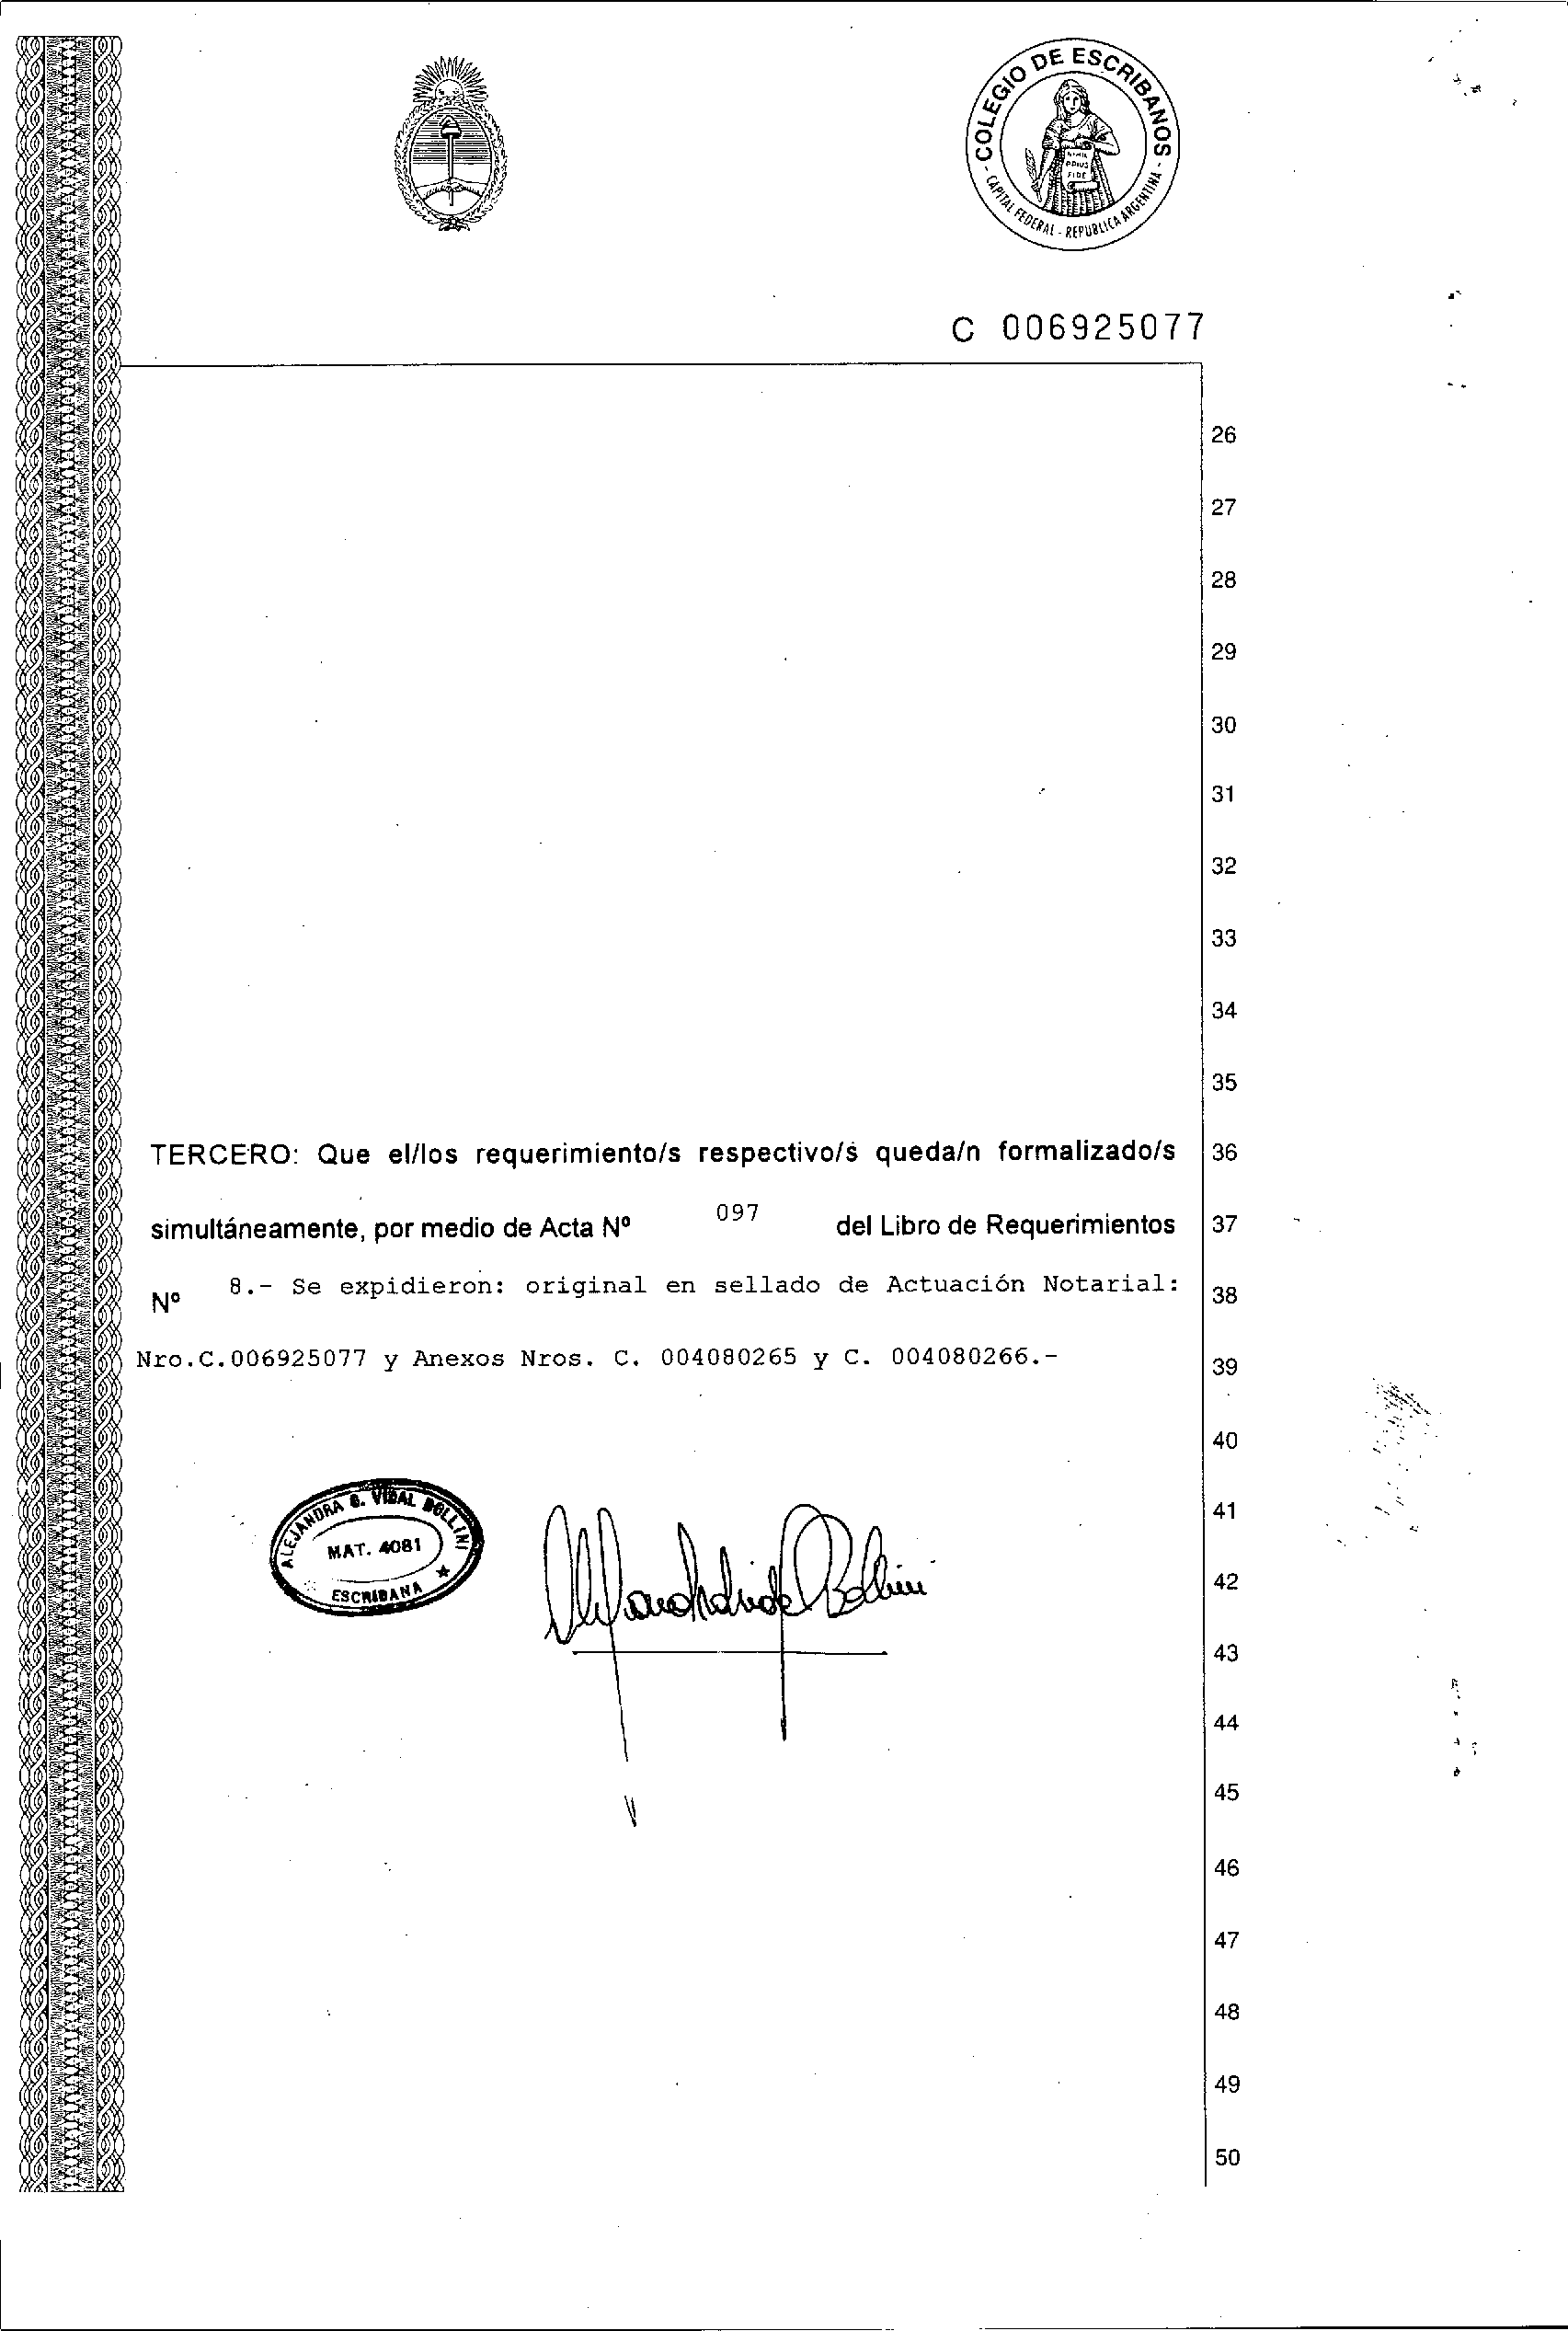 COLEGIO DE ESCRIBANOS
- CAPITAL FEDERAL - REPUBLICA ARGENTINA -
FIDE
C 006925077
26
27
28
29
30
31
32
33
34
35
TERCERO: Que el/los requerimiento/s respectivo/s queda/n formalizado/s 36
simultáneamente, por medio de Acta Nº 097 del Libro de Requerimientos 37
Nº 8.- Se expidieron: original en sellado de Actuación Notarial: 38
Nro.C.006925077 y Anexos Nros. C. 004080265 y C. 004080266.- 39
40
ALEJANDRA VIDAL BOLLINI 41
MAT. 4081
ESCRIBANA 42
43
44
45
46
47
48
49
50